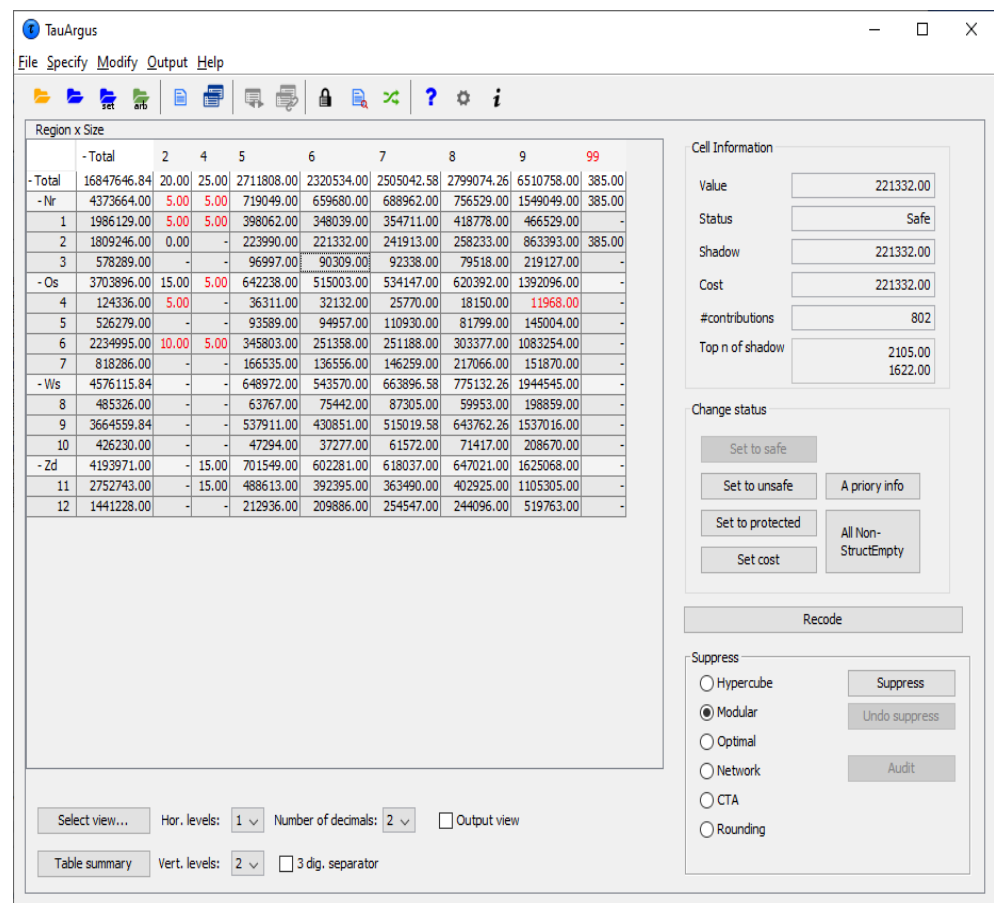 TauArgus
File Specify Modify Output Help
set arb ? i
Region x Size
- Total 2 4 5 6 7 8 9 99
- Total 16847646.84 20.00 25.00 2711808.00 2320534.00 2505042.58 2799074.26 6510758.00 385.00
- Nr 4373664.00 5.00 5.00 719049.00 659680.00 688962.00 756529.00 1549049.00 385.00
1 1986129.00 5.00 5.00 398062.00 348039.00 354711.00 418778.00 466529.00 -
2 1809246.00 0.00 - 223990.00 221332.00 241913.00 258233.00 863393.00 385.00
3 578289.00 - - 96997.00 90309.00 92338.00 79518.00 219127.00 -
- Os 3703896.00 15.00 5.00 642238.00 515003.00 534147.00 620392.00 1392096.00 -
4 124336.00 5.00 - 36311.00 32132.00 25770.00 18150.00 11968.00 -
5 526279.00 - - 93589.00 94957.00 110930.00 81799.00 145004.00 -
6 2234995.00 10.00 5.00 345803.00 251358.00 251188.00 303377.00 1083254.00 -
7 818286.00 - - 166535.00 136556.00 146259.00 217066.00 151870.00 -
- Ws 4576115.84 - - 648972.00 543570.00 663896.58 775132.26 1944545.00 -
8 485326.00 - - 63767.00 75442.00 87305.00 59953.00 198859.00 -
9 3664559.84 - - 537911.00 430851.00 515019.58 643762.26 1537016.00 -
10 426230.00 - - 47294.00 37277.00 61572.00 71417.00 208670.00 -
- Zd 4193971.00 - 15.00 701549.00 602281.00 618037.00 647021.00 1625068.00 -
11 2752743.00 - 15.00 488613.00 392395.00 363490.00 402925.00 1105305.00 -
12 1441228.00 - - 212936.00 209886.00 254547.00 244096.00 519763.00 -
Cell Information
Value 221332.00
Status Safe
Shadow 221332.00
Cost 221332.00
#contributions 802
Top n of shadow 2105.00
1622.00
Change status
Set to safe
Set to unsafe A priory info
Set to protected All Non-
StructEmpty
Set cost
Recode
Suppress
Hypercube Suppress
Modular Undo suppress
Optimal
Network Audit
CTA
Rounding
Select view... Hor. levels: 1 Number of decimals: 2 Output view
Table summary Vert. levels: 2 3 dig. separator